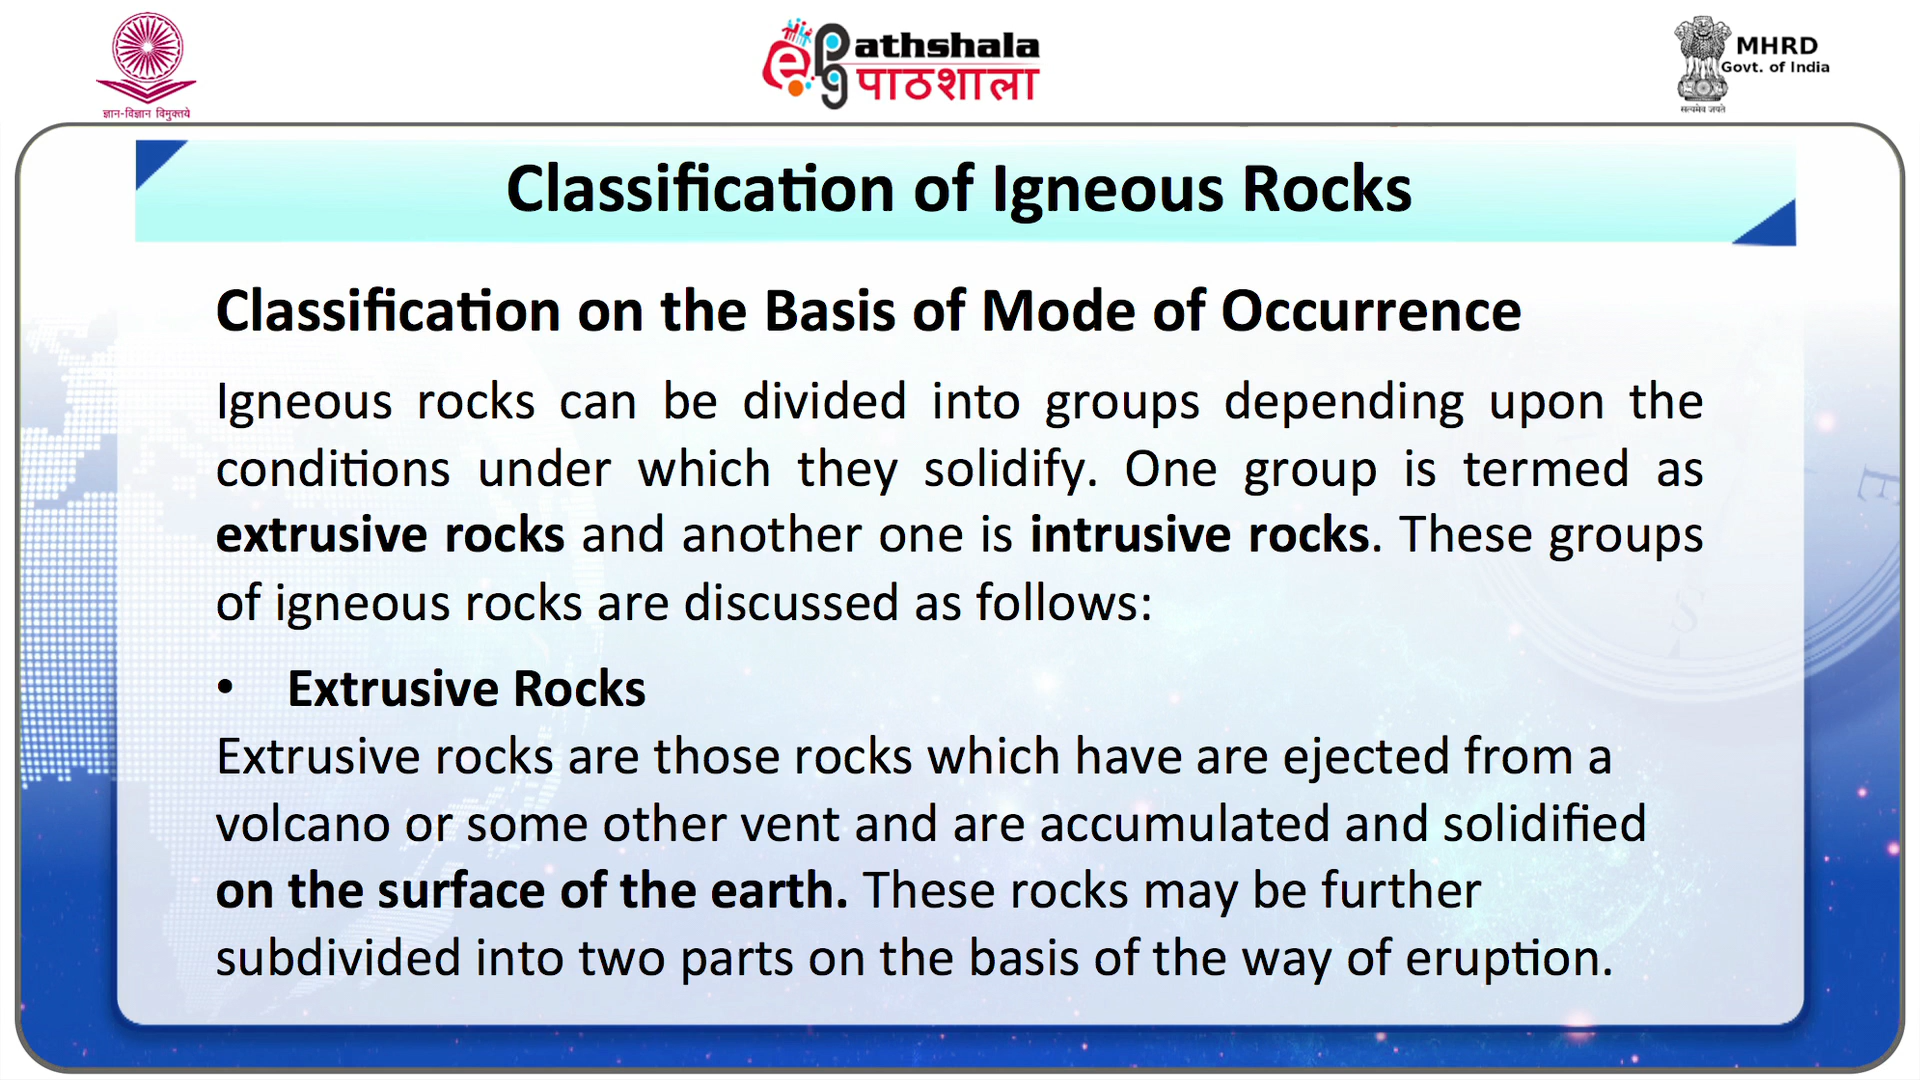 ज्ञान-विज्ञान विमुक्तये
e pg athshala
पाठशाला
MHRD
Govt. of India
सत्यमेव जयते
Classification of Igneous Rocks
Classification on the Basis of Mode of Occurrence
Igneous rocks can be divided into groups depending upon the
conditions under which they solidify. One group is termed as
extrusive rocks and another one is intrusive rocks. These groups
of igneous rocks are discussed as follows:
• Extrusive Rocks
Extrusive rocks are those rocks which have are ejected from a
volcano or some other vent and are accumulated and solidified
on the surface of the earth. These rocks may be further
subdivided into two parts on the basis of the way of eruption.